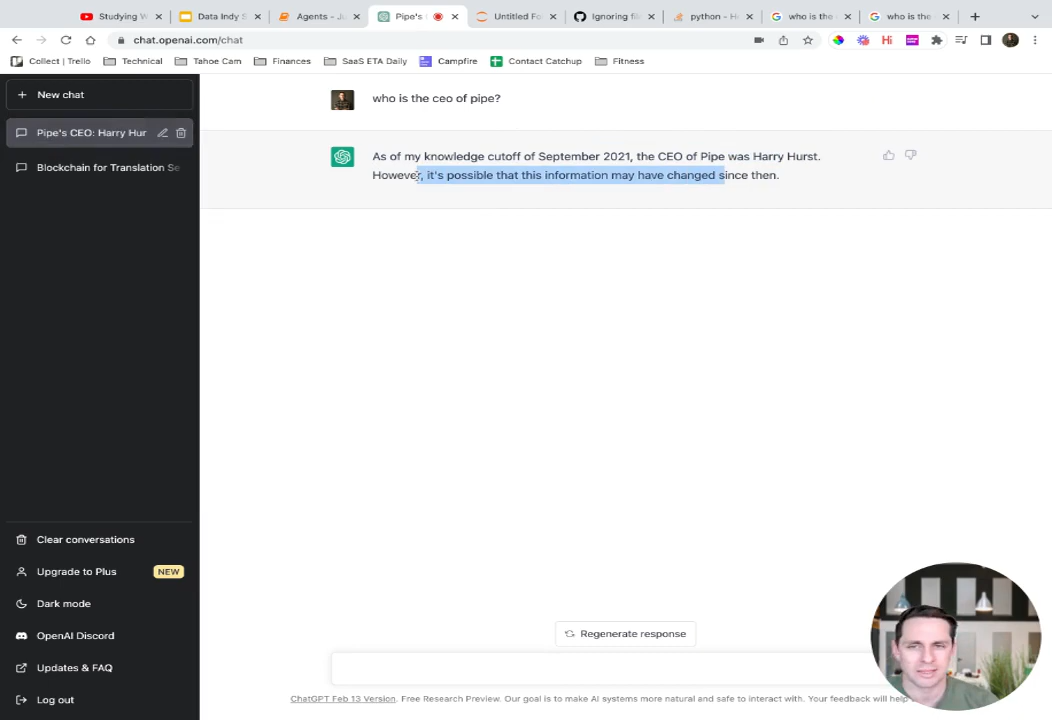 Studying W
Data Indy S
Agents - Ju
Pipe's
Untitled Fo
Ignoring fi
python - H
who is the
who is the
chat.openai.com/chat
Collect | Trello
Technical
Tahoe Cam
Finances
SaaS ETA Daily
Campfire
Contact Catchup
Fitness
New chat
Pipe's CEO: Harry Hur
Blockchain for Translation Se
who is the ceo of pipe?
As of my knowledge cutoff of September 2021, the CEO of Pipe was Harry Hurst.
However, it's possible that this information may have changed since then.
Clear conversations
Upgrade to Plus
NEW
Dark mode
OpenAI Discord
Updates & FAQ
Log out
Regenerate response
ChatGPT Feb 13 Version. Free Research Preview. Our goal is to make AI systems more natural and safe to interact with. Your feedback will help